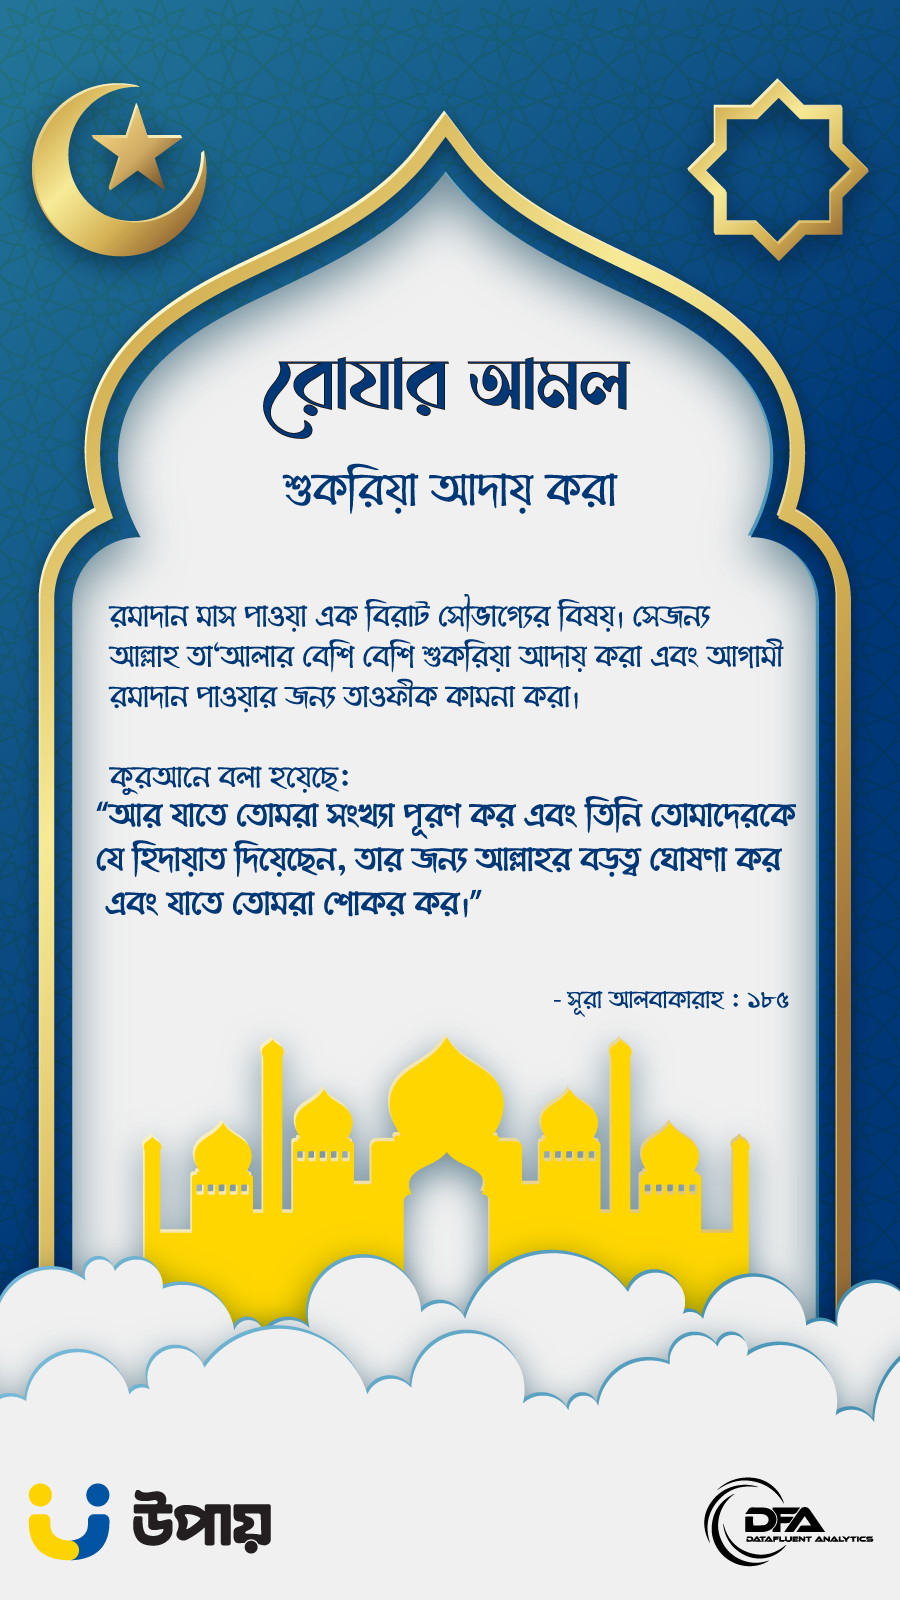 রোযার আমল
শুকরিয়া আদায় করা
রমাদান মাস পাওয়া এক বিরাট সৌভাগ্যের বিষয়। সেজন্য
আল্লাহ তা‘আলার বেশি বেশি শুকরিয়া আদায় করা এবং আগামী
রমাদান পাওয়ার জন্য তাওফীক কামনা করা।
কুরআনে বলা হয়েছে:
“আর যাতে তোমরা সংখ্যা পূরণ কর এবং তিনি তোমাদেরকে
যে হিদায়াত দিয়েছেন, তার জন্য আল্লাহর বড়ত্ব ঘোষণা কর
এবং যাতে তোমরা শোকর কর।”
- সূরা আলবাকারাহ : ১৮৫
উপায়
DFA
DATAFLUENT ANALYTICS